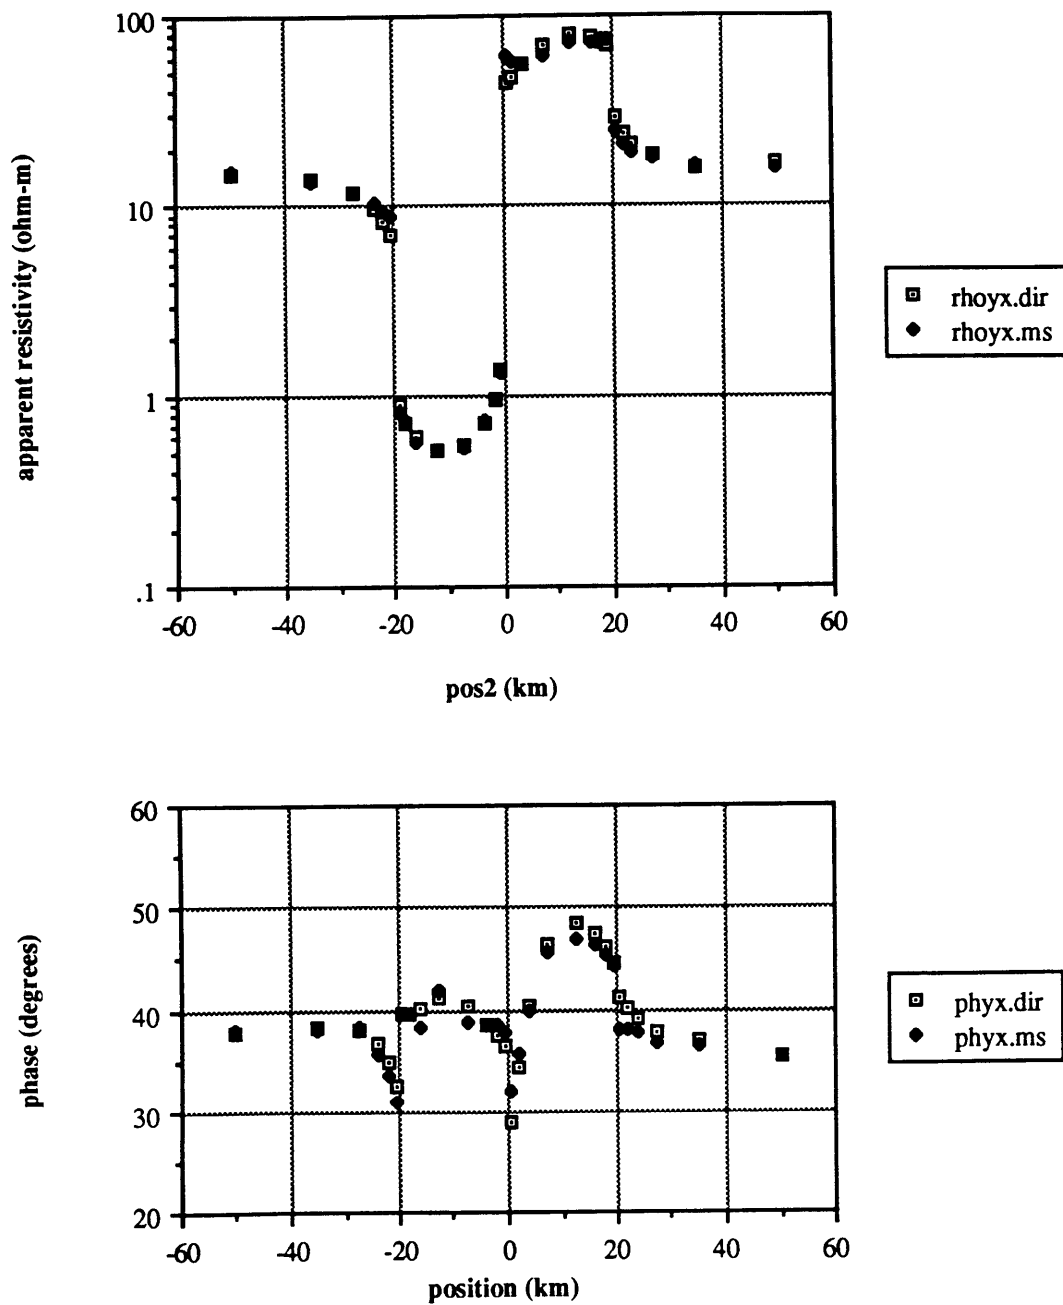 100
10
1
.1
apparent resistivity (ohm-m)
-60 -40 -20 0 20 40 60
pos2 (km)
rhoyx.dir
rhoyx.ms
60
50
40
30
20
phase (degrees)
-60 -40 -20 0 20 40 60
position (km)
phyx.dir
phyx.ms